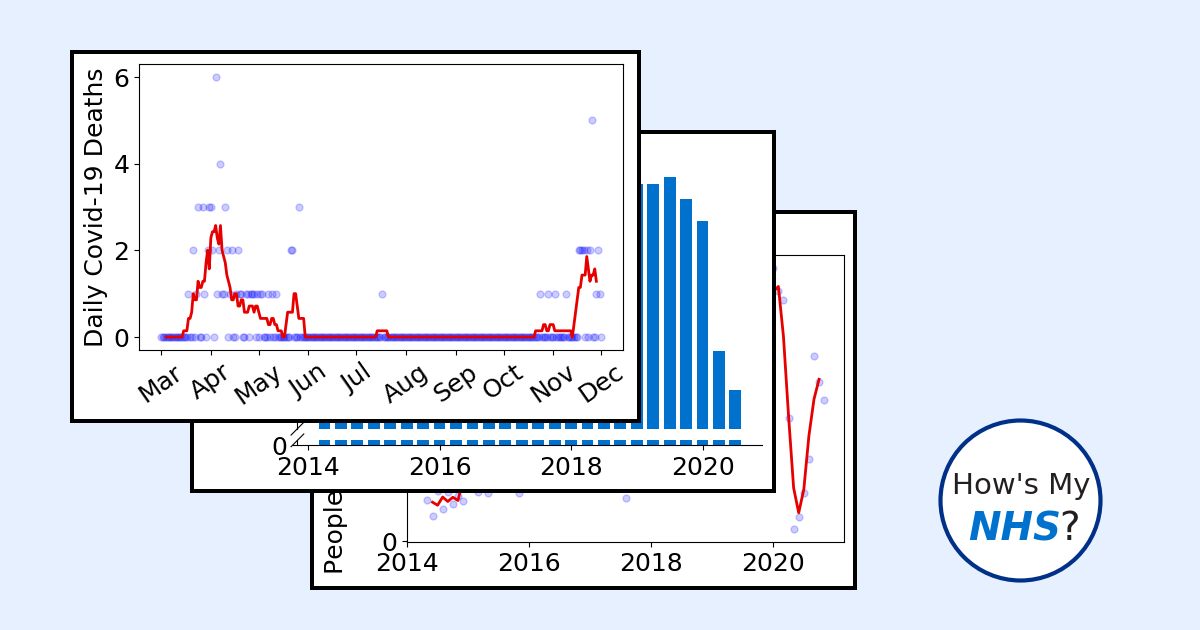 Daily Covid-19 Deaths
6
4
2
0
Mar Apr May Jun Jul Aug Sep Oct Nov Dec
0
2014 2016 2018 2020
People
0
2014 2016 2018 2020
How's My
NHS?